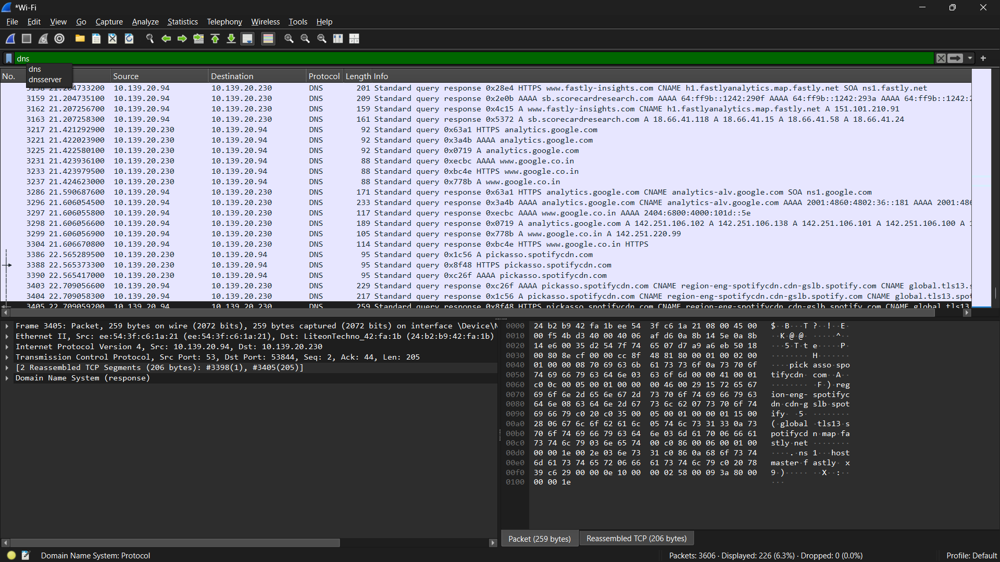 *Wi-Fi
File Edit View Go Capture Analyze Statistics Telephony Wireless Tools Help
dns
dns
dnsserver
No. Source Destination Protocol Length Info
3158 21.204733200 10.139.20.94 10.139.20.230 DNS 201 Standard query response 0x28e4 HTTPS www.fastly-insights.com CNAME h1.fastlyanalytics.map.fastly.net SOA ns1.fastly.net
3159 21.204735100 10.139.20.94 10.139.20.230 DNS 209 Standard query response 0x2e0b AAAA sb.scorecardresearch.com AAAA 64:ff9b::1242:290f AAAA 64:ff9b::1242:293a AAAA 64:ff9b::1242:2
3162 21.207256700 10.139.20.94 10.139.20.230 DNS 159 Standard query response 0x4c15 A www.fastly-insights.com CNAME h1.fastlyanalytics.map.fastly.net A 151.101.210.91
3163 21.207258300 10.139.20.94 10.139.20.230 DNS 161 Standard query response 0x5372 A sb.scorecardresearch.com A 18.66.41.118 A 18.66.41.15 A 18.66.41.58 A 18.66.41.24
3217 21.421292900 10.139.20.230 10.139.20.94 DNS 92 Standard query 0x63a1 HTTPS analytics.google.com
3221 21.422023900 10.139.20.230 10.139.20.94 DNS 92 Standard query 0x3a4b AAAA analytics.google.com
3225 21.422580100 10.139.20.230 10.139.20.94 DNS 92 Standard query 0x0719 A analytics.google.com
3231 21.423936100 10.139.20.230 10.139.20.94 DNS 88 Standard query 0xecbc AAAA www.google.co.in
3233 21.423979500 10.139.20.230 10.139.20.94 DNS 88 Standard query 0xbc4e HTTPS www.google.co.in
3237 21.424623000 10.139.20.230 10.139.20.94 DNS 88 Standard query 0x778b A www.google.co.in
3286 21.590687600 10.139.20.94 10.139.20.230 DNS 171 Standard query response 0x63a1 HTTPS analytics.google.com CNAME analytics-alv.google.com SOA ns1.google.com
3296 21.606054500 10.139.20.94 10.139.20.230 DNS 233 Standard query response 0x3a4b AAAA analytics.google.com CNAME analytics-alv.google.com AAAA 2001:4860:4802:36::181 AAAA 2001:486
3297 21.606055800 10.139.20.94 10.139.20.230 DNS 117 Standard query response 0xecbc AAAA www.google.co.in AAAA 2404:6800:4000:101d::5e
3298 21.606056600 10.139.20.94 10.139.20.230 DNS 189 Standard query response 0x0719 A analytics.google.com A 142.251.106.102 A 142.251.106.138 A 142.251.106.101 A 142.251.106.100 A 1
3299 21.606056900 10.139.20.94 10.139.20.230 DNS 105 Standard query response 0x778b A www.google.co.in A 142.251.220.99
3304 21.606670800 10.139.20.94 10.139.20.230 DNS 114 Standard query response 0xbc4e HTTPS www.google.co.in HTTPS
3386 22.565289500 10.139.20.230 10.139.20.94 DNS 95 Standard query 0x1c56 A pickasso.spotifycdn.com
3388 22.565373300 10.139.20.230 10.139.20.94 DNS 95 Standard query 0x8f48 HTTPS pickasso.spotifycdn.com
3390 22.565417000 10.139.20.230 10.139.20.94 DNS 95 Standard query 0xc26f AAAA pickasso.spotifycdn.com
3403 22.709056600 10.139.20.94 10.139.20.230 DNS 229 Standard query response 0xc26f AAAA pickasso.spotifycdn.com CNAME region-eng-spotifycdn.cdn-gslb.spotify.com CNAME global.tls13.s
3404 22.709058300 10.139.20.94 10.139.20.230 DNS 217 Standard query response 0x1c56 A pickasso.spotifycdn.com CNAME region-eng-spotifycdn.cdn-gslb.spotify.com CNAME global.tls13.spot
3405 22.709059200 10.139.20.94 10.139.20.230 DNS 259 Standard query response 0x8f48 HTTPS pickasso.spotifycdn.com CNAME region-eng-spotifycdn.cdn-gslb.spotify.com CNAME global.tls13
Frame 3405: Packet, 259 bytes on wire (2072 bits), 259 bytes captured (2072 bits) on interface \Device\N
Ethernet II, Src: ee:54:3f:c6:1a:21 (ee:54:3f:c6:1a:21), Dst: LiteonTechno_42:fa:1b (24:b2:b9:42:fa:1b)
Internet Protocol Version 4, Src: 10.139.20.94, Dst: 10.139.20.230
Transmission Control Protocol, Src Port: 53, Dst Port: 53844, Seq: 2, Ack: 44, Len: 205
[2 Reassembled TCP Segments (206 bytes): #3398(1), #3405(205)]
Domain Name System (response)
0000 24 b2 b9 42 fa 1b ee 54 3f c6 1a 21 08 00 45 00 $··B···T ?··!··E·
0010 00 f5 4b d3 40 00 40 06 af d6 0a 8b 14 5e 0a 8b ··K·@·@· ·····^··
0020 14 e6 00 35 d2 54 7f 74 65 07 d7 a9 a6 eb 50 18 ···5·T·t e·····P·
0030 00 80 8e cf 00 00 cc 8f 48 81 80 00 01 00 02 00 ········ H·······
0040 01 00 00 08 70 69 63 6b 61 73 73 6f 0a 73 70 6f ····pick asso·spo
0050 74 69 66 79 63 64 6e 03 63 6f 6d 00 00 41 00 01 tifycdn· com··A··
0060 c0 0c 00 05 00 01 00 00 00 46 00 29 15 72 65 67 ········ ·F·)·reg
0070 69 6f 6e 2d 65 6e 67 2d 73 70 6f 74 69 66 79 63 ion-eng- spotifyc
0080 64 6e 08 63 64 6e 2d 67 73 6c 62 07 73 70 6f 74 dn·cdn-g slb·spot
0090 69 66 79 c0 20 c0 35 00 05 00 01 00 00 01 15 00 ify· ·5· ········
00a0 28 06 67 6c 6f 62 61 6c 05 74 6c 73 31 33 0a 73 (·global ·tls13·s
00b0 70 6f 74 69 66 79 63 64 6e 03 6d 61 70 06 66 61 potifycd n·map·fa
00c0 73 74 6c 79 03 6e 65 74 00 c0 86 00 06 00 01 00 stly·net ········
00d0 00 00 1e 00 2e 03 6e 73 31 c0 86 0a 68 6f 73 74 ····.·ns 1···host
00e0 6d 61 73 74 65 72 06 66 61 73 74 6c 79 c0 20 78 master·f astly· x
00f0 39 c6 29 00 00 0e 10 00 00 02 58 00 09 3a 80 00 9·)····· ··X··:··
0100 00 00 1e ···
Packet (259 bytes) Reassembled TCP (206 bytes)
Domain Name System: Protocol Packets: 3606 · Displayed: 226 (6.3%) · Dropped: 0 (0.0%) Profile: Default